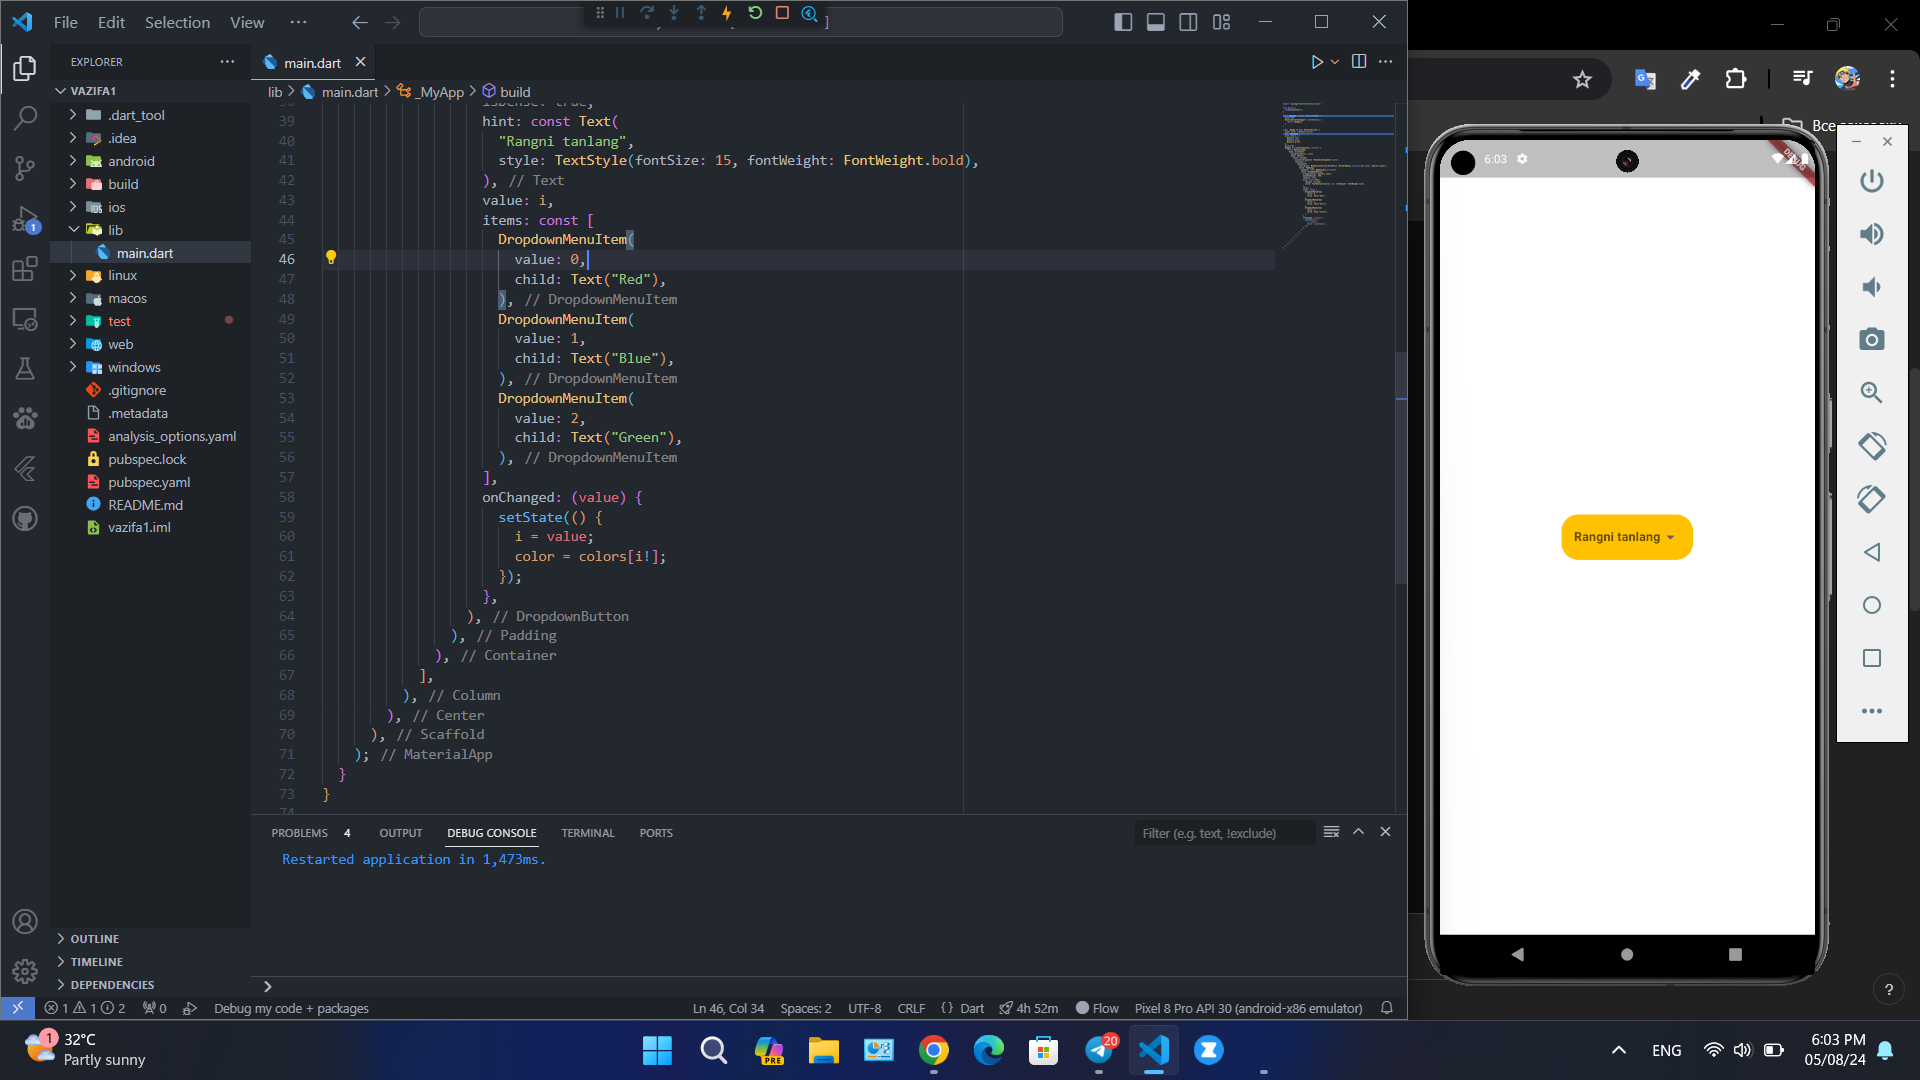 File Edit Selection View ···
EXPLORER
VAZIFA1
.dart_tool
.idea
android
build
ios
lib
main.dart
linux
macos
test
web
windows
.gitignore
.metadata
analysis_options.yaml
pubspec.lock
pubspec.yaml
README.md
vazifa1.iml
OUTLINE
TIMELINE
DEPENDENCIES
main.dart
lib > main.dart > _MyApp > build
39 hint: const Text(
40 "Rangni tanlang",
41 style: TextStyle(fontSize: 15, fontWeight: FontWeight.bold),
42 ), // Text
43 value: i,
44 items: const [
45 DropdownMenuItem(
46 value: 0,
47 child: Text("Red"),
48 ), // DropdownMenuItem
49 DropdownMenuItem(
50 value: 1,
51 child: Text("Blue"),
52 ), // DropdownMenuItem
53 DropdownMenuItem(
54 value: 2,
55 child: Text("Green"),
56 ), // DropdownMenuItem
57 ],
58 onChanged: (value) {
59 setState(() {
60 i = value;
61 color = colors[i!];
62 });
63 },
64 ), // DropdownButton
65 ), // Padding
66 ), // Container
67 ],
68 ), // Column
69 ), // Center
70 ), // Scaffold
71 ); // MaterialApp
72 }
73 }
PROBLEMS 4 OUTPUT DEBUG CONSOLE TERMINAL PORTS
Filter (e.g. text, !exclude)
Restarted application in 1,473ms.
1 1 2 0 Debug my code + packages
Ln 46, Col 34 Spaces: 2 UTF-8 CRLF {} Dart 4h 52m Flow Pixel 8 Pro API 30 (android-x86 emulator)
6:03
DEBUG
Rangni tanlang
1
32°C
Partly sunny
PRE
20
ENG
6:03 PM
05/08/24